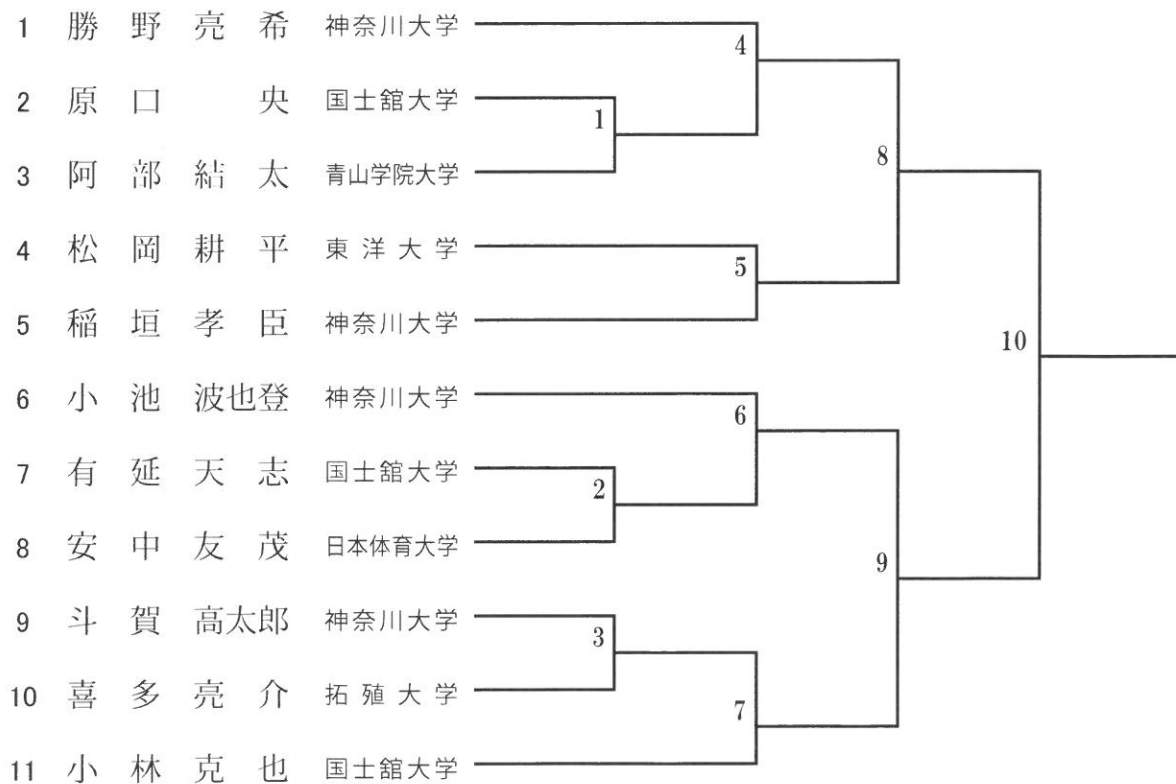 1 勝野亮希 神奈川大学
4
2 原口 央 国士舘大学
1
3 阿部結太 青山学院大学
8
4 松岡耕平 東洋大学
5
5 稲垣孝臣 神奈川大学
10
6 小池波也登 神奈川大学
6
7 有延天志 国士舘大学
2
8 安中友茂 日本体育大学
9
9 斗賀高太郎 神奈川大学
3
10 喜多亮介 拓殖大学
7
11 小林克也 国士舘大学